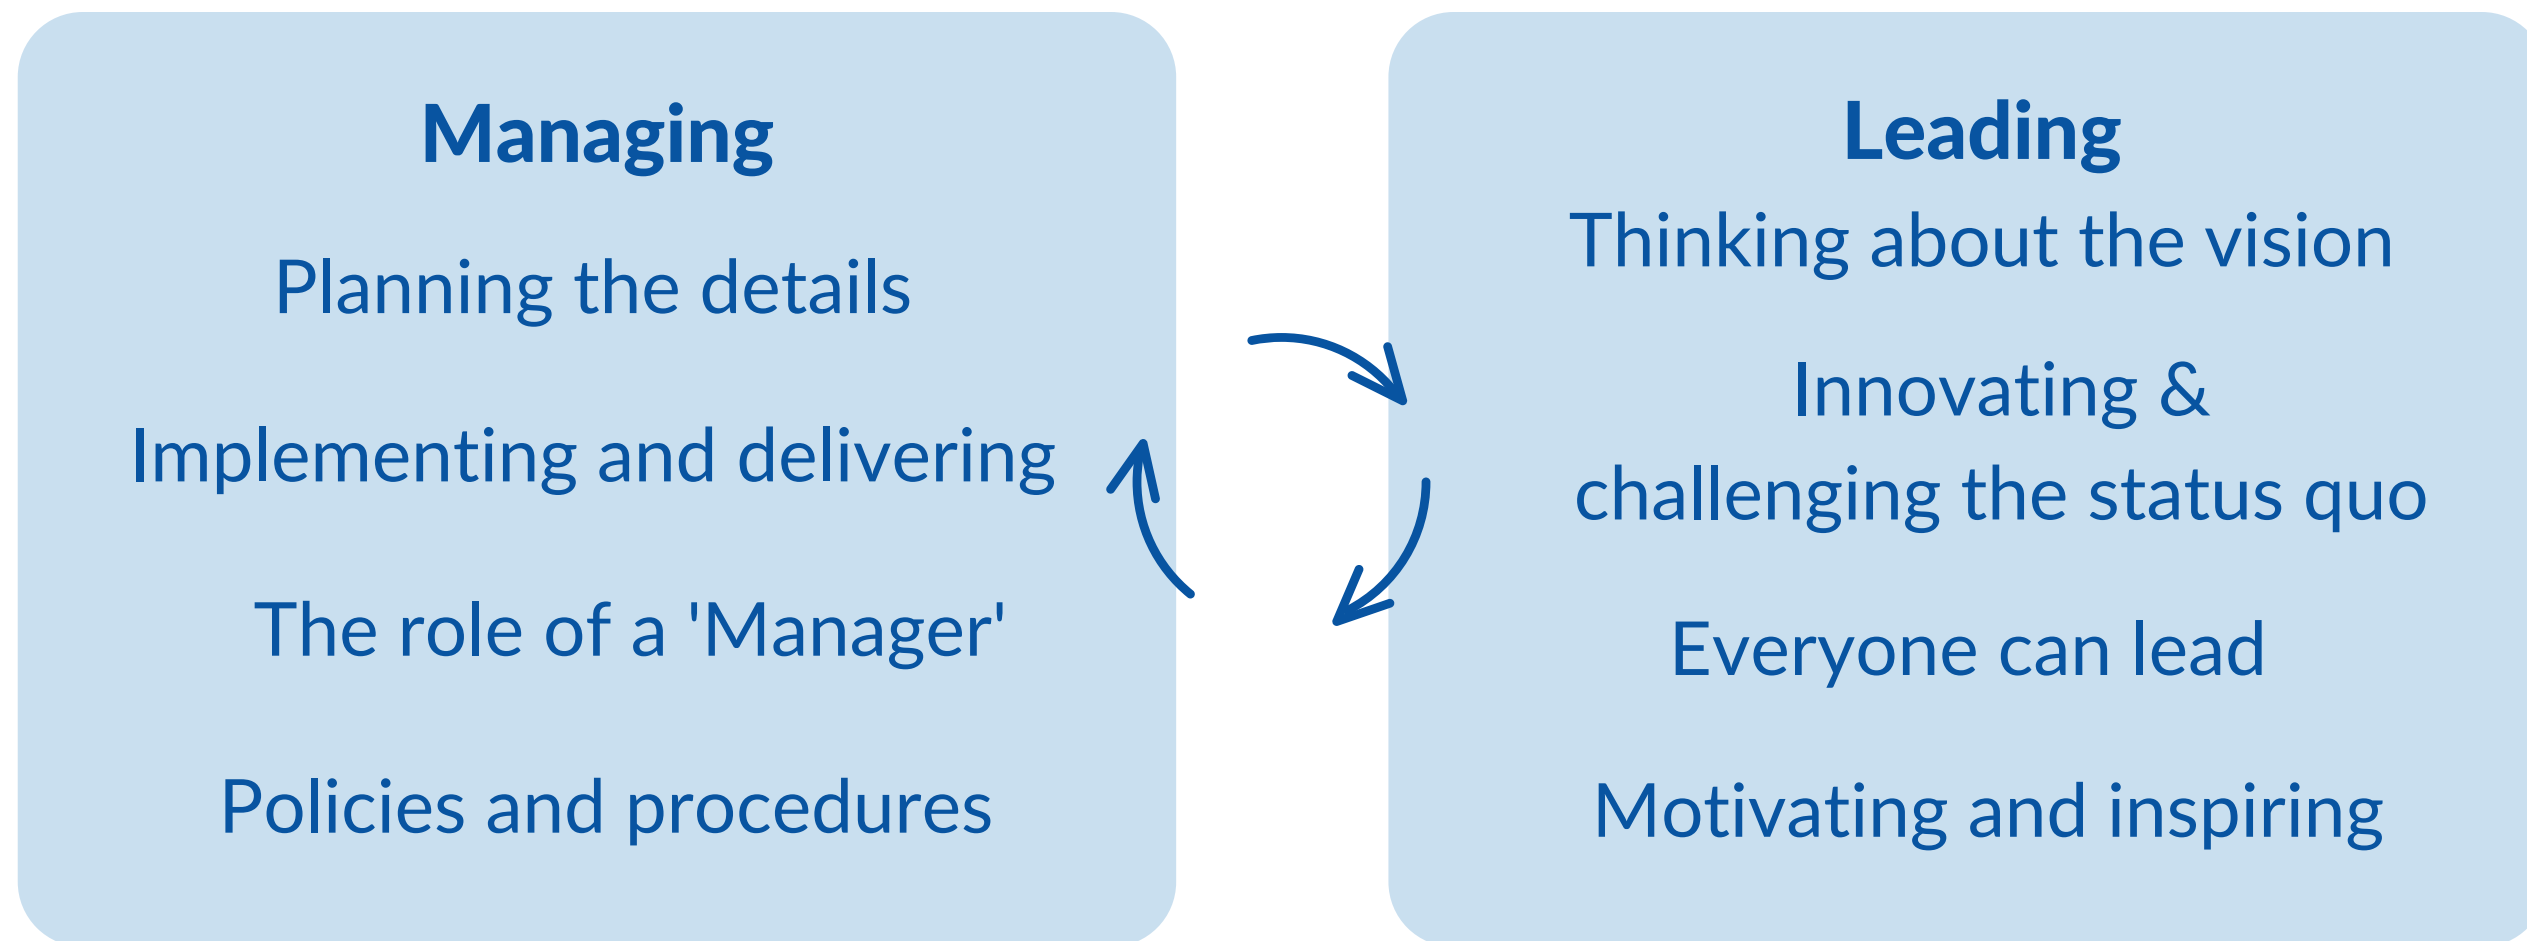 Managing
Planning the details
Implementing and delivering
The role of a 'Manager'
Policies and procedures
Leading
Thinking about the vision
Innovating &
challenging the status quo
Everyone can lead
Motivating and inspiring